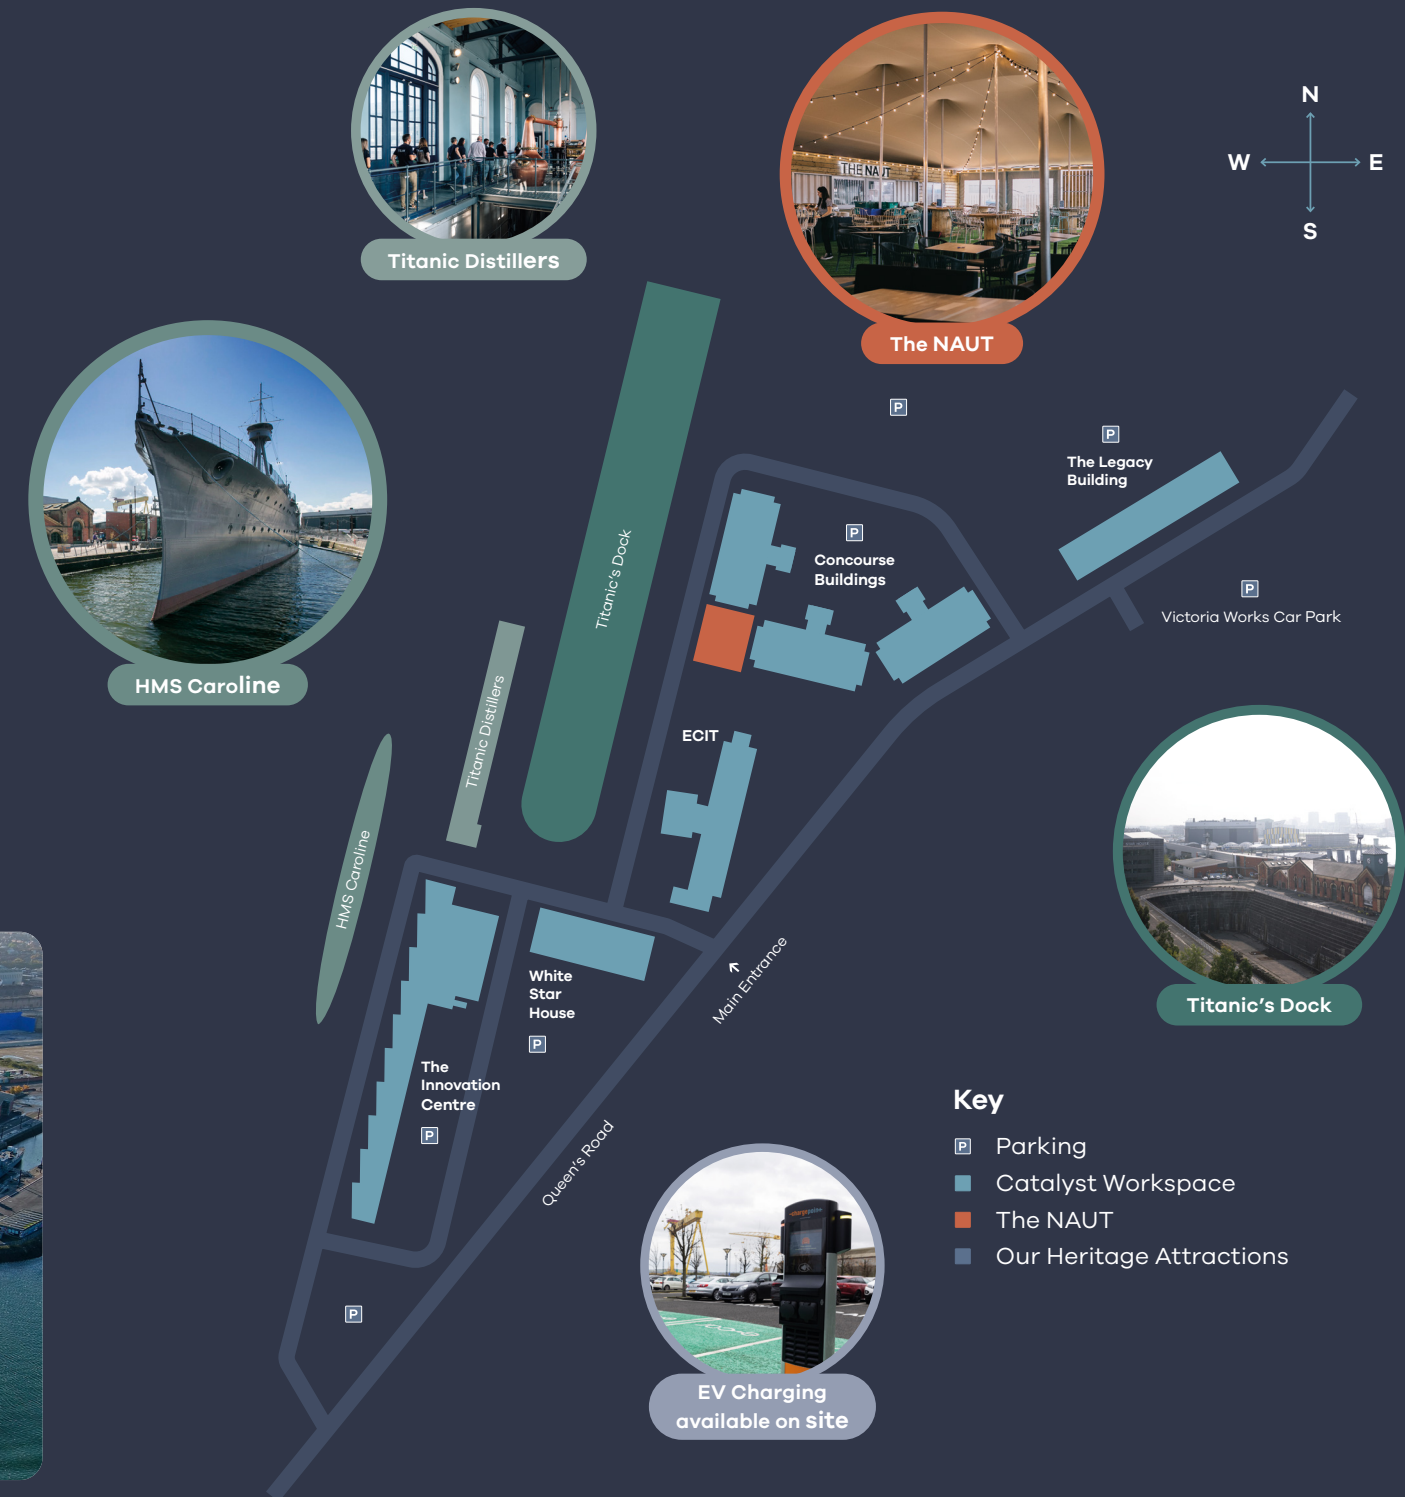 N
W
E
S
THE NAUT
Titanic Distillers
The NAUT
P
P
The Legacy
Building
P
Concourse
Buildings
P
Victoria Works Car Park
Titanic's Dock
HMS Caroline
Titanic Distillers
ECIT
HMS Caroline
White
Star
House
P
Main Entrance
Titanic's Dock
The
Innovation
Centre
P
Queen's Road
P
EV Charging
available on site
Key
P Parking
Catalyst Workspace
The NAUT
Our Heritage Attractions